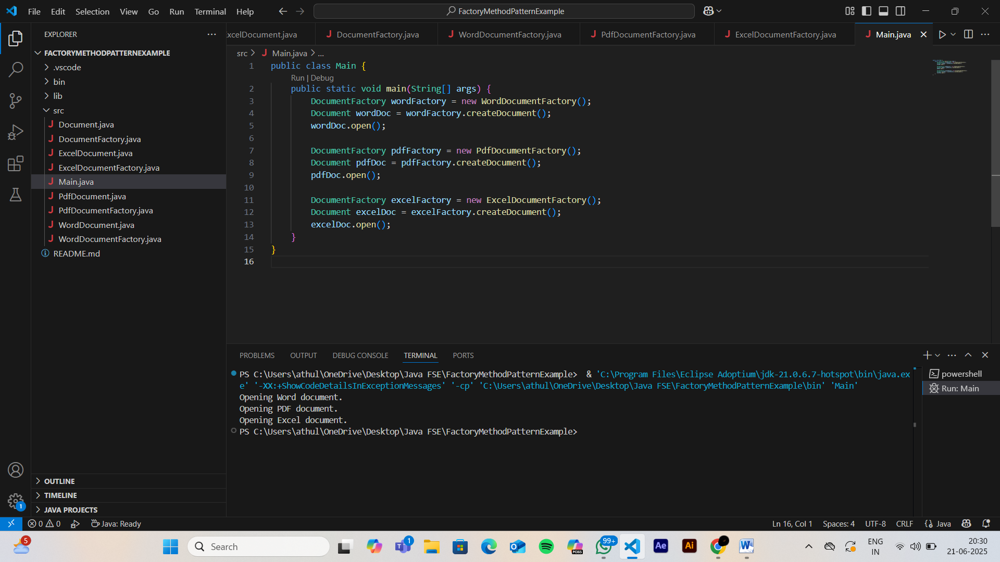 File Edit Selection View Go Run Terminal Help
FactoryMethodPatternExample
EXPLORER
FACTORYMETHODPATTERNEXAMPLE
.vscode
bin
lib
src
Document.java
DocumentFactory.java
ExcelDocument.java
ExcelDocumentFactory.java
Main.java
PdfDocument.java
PdfDocumentFactory.java
WordDocument.java
WordDocumentFactory.java
README.md
OUTLINE
TIMELINE
JAVA PROJECTS
1
xcelDocument.java DocumentFactory.java WordDocumentFactory.java PdfDocumentFactory.java ExcelDocumentFactory.java Main.java
src > Main.java > ...
1 public class Main {
Run | Debug
2 public static void main(String[] args) {
3 DocumentFactory wordFactory = new WordDocumentFactory();
4 Document wordDoc = wordFactory.createDocument();
5 wordDoc.open();
6
7 DocumentFactory pdfFactory = new PdfDocumentFactory();
8 Document pdfDoc = pdfFactory.createDocument();
9 pdfDoc.open();
10
11 DocumentFactory excelFactory = new ExcelDocumentFactory();
12 Document excelDoc = excelFactory.createDocument();
13 excelDoc.open();
14 }
15 }
16
PROBLEMS OUTPUT DEBUG CONSOLE TERMINAL PORTS
PS C:\Users\athul\OneDrive\Desktop\Java FSE\FactoryMethodPatternExample> & 'C:\Program Files\Eclipse Adoptium\jdk-21.0.6.7-hotspot\bin\java.ex
e' '-XX:+ShowCodeDetailsInExceptionMessages' '-cp' 'C:\Users\athul\OneDrive\Desktop\Java FSE\FactoryMethodPatternExample\bin' 'Main'
Opening Word document.
Opening PDF document.
Opening Excel document.
PS C:\Users\athul\OneDrive\Desktop\Java FSE\FactoryMethodPatternExample>
powershell
Run: Main
0 0 Java: Ready Ln 16, Col 1 Spaces: 4 UTF-8 CRLF Java
5 Search 1 M365 99+ Ae Ai W
ENG
IN
20:30
21-06-2025